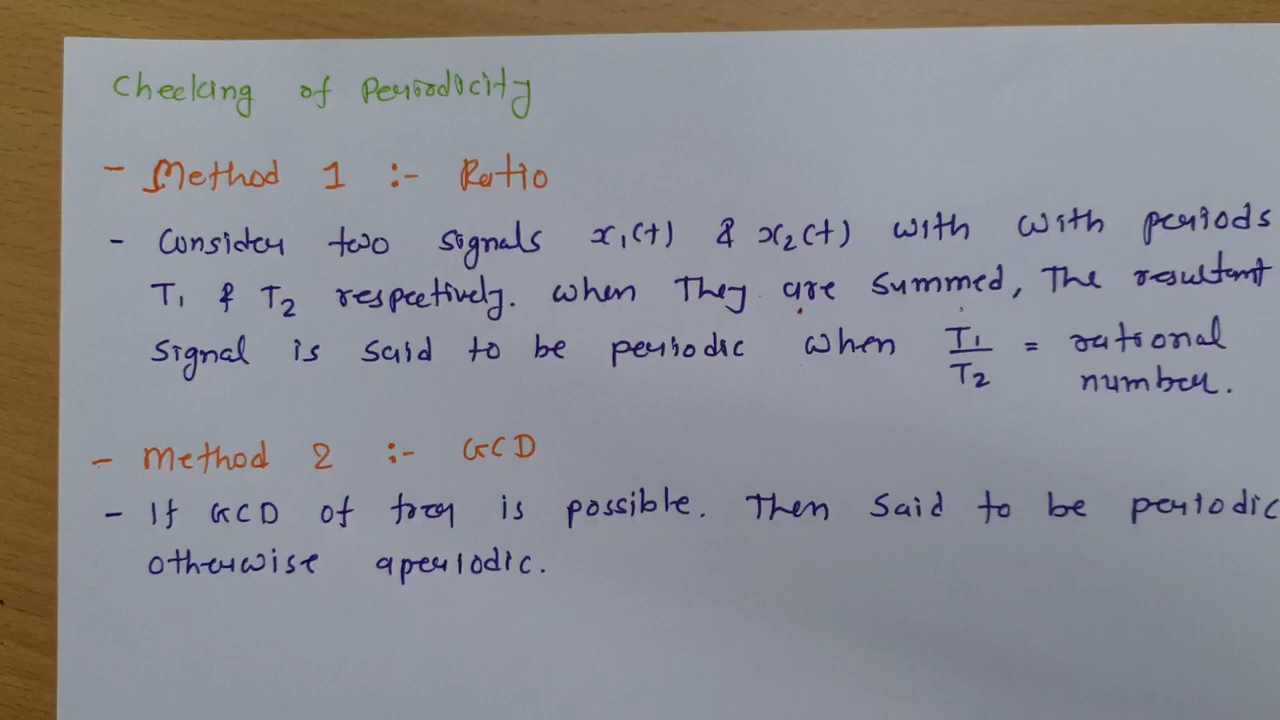 Checking of Periodicity
- Method 1 :- Ratio
- Consider two signals x₁(t) & x₂(t) with with periods
T₁ & T₂ respectively. When They are summed, The resultant
signal is said to be periodic when T₁/T₂ = rational
number.
- Method 2 :- GCD
- If GCD of freq is possible. Then said to be periodic
otherwise aperiodic.